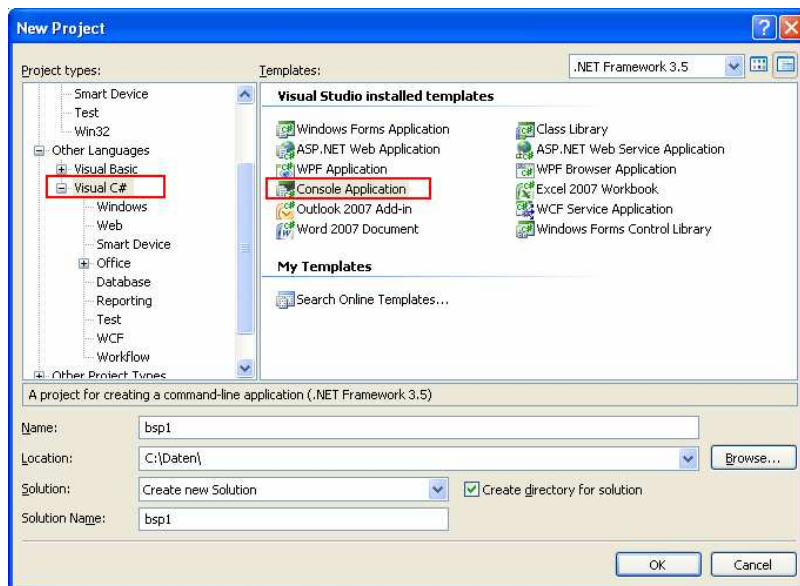 New Project
Project types:
Templates:
.NET Framework 3.5
Smart Device
Test
Win32
Other Languages
Visual Basic
Visual C#
Windows
Web
Smart Device
Office
Database
Reporting
Test
WCF
Workflow
Other Project Types
Visual Studio installed templates
Windows Forms Application
ASP.NET Web Application
WPF Application
Console Application
Outlook 2007 Add-in
Word 2007 Document
Class Library
ASP.NET Web Service Application
WPF Browser Application
Excel 2007 Workbook
WCF Service Application
Windows Forms Control Library
My Templates
Search Online Templates...
A project for creating a command-line application (.NET Framework 3.5)
Name:
bsp1
Location:
C:\Daten\
Browse...
Solution:
Create new Solution
Create directory for solution
Solution Name:
bsp1
OK
Cancel